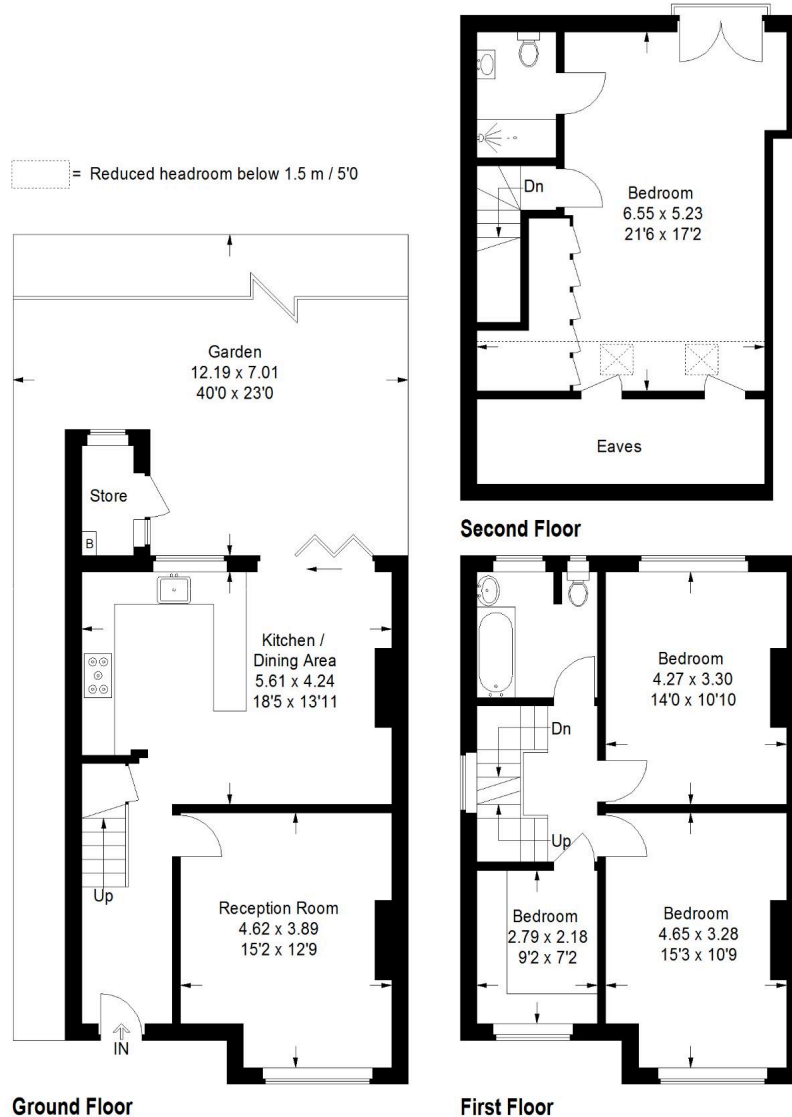 = Reduced headroom below 1.5 m / 5'0
Garden
12.19 x 7.01
40'0 x 23'0
Store
B
Kitchen /
Dining Area
5.61 x 4.24
18'5 x 13'11
Up
Reception Room
4.62 x 3.89
15'2 x 12'9
IN
Ground Floor
Dn
Bedroom
6.55 x 5.23
21'6 x 17'2
Eaves
Second Floor
Bedroom
4.27 x 3.30
14'0 x 10'10
Dn
Up
Bedroom
2.79 x 2.18
9'2 x 7'2
Bedroom
4.65 x 3.28
15'3 x 10'9
First Floor